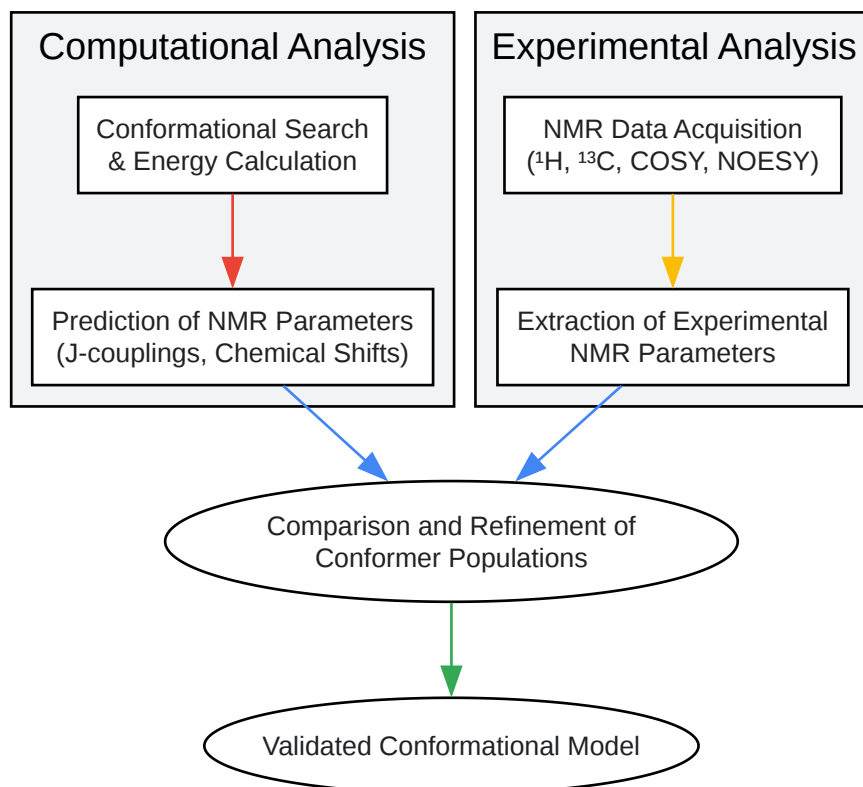 Computational Analysis
Conformational Search
& Energy Calculation
Prediction of NMR Parameters
(J-couplings, Chemical Shifts)
Experimental Analysis
NMR Data Acquisition
(¹H, ¹³C, COSY, NOESY)
Extraction of Experimental
NMR Parameters
Comparison and Refinement of
Conformer Populations
Validated Conformational Model